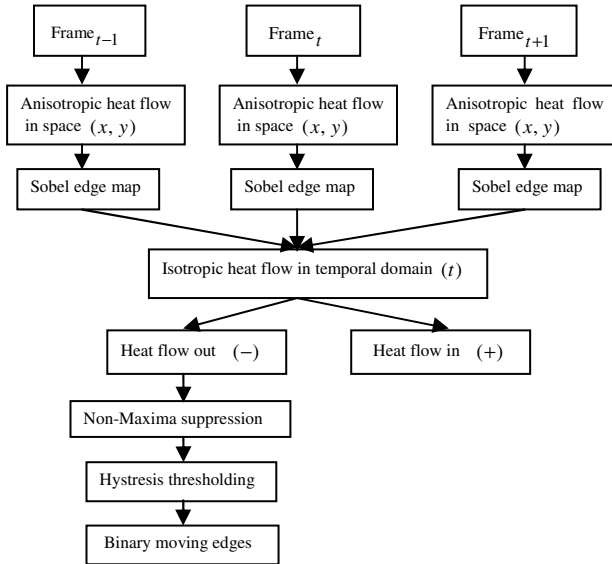 Frame_{t−1} Frame_t Frame_{t+1}
Anisotropic heat flow in space (x, y)
Anisotropic heat flow in space (x, y)
Anisotropic heat flow in space (x, y)
Sobel edge map Sobel edge map Sobel edge map
Isotropic heat flow in temporal domain (t)
Heat flow out (−) Heat flow in (+)
Non-Maxima suppression
Hystresis thresholding
Binary moving edges